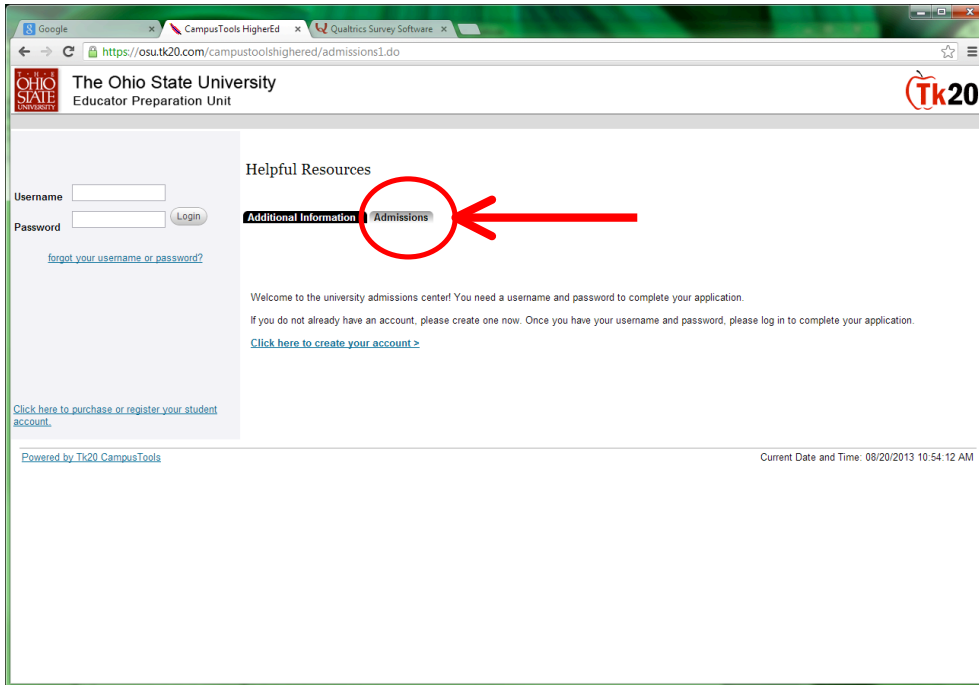 Google
CampusTools HigherEd
Qualtrics Survey Software
https://osu.tk20.com/campustoolshighered/admissions1.do
T · H · E
OHIO
STATE
UNIVERSITY
The Ohio State University
Educator Preparation Unit
Tk20
Username
Password
Login
forgot your username or password?
Click here to purchase or register your student
account.
Helpful Resources
Additional Information
Admissions
Welcome to the university admissions center! You need a username and password to complete your application.
If you do not already have an account, please create one now. Once you have your username and password, please log in to complete your application.
Click here to create your account >
Powered by Tk20 CampusTools
Current Date and Time: 08/20/2013 10:54:12 AM